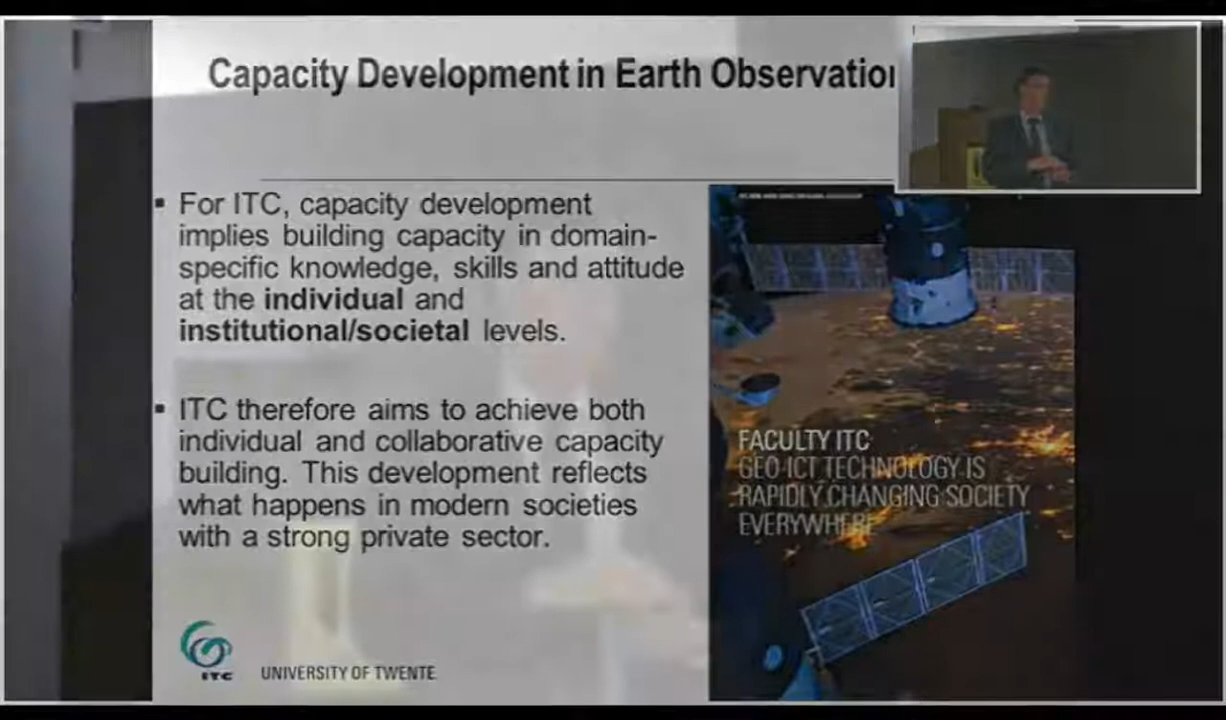 Capacity Development in Earth Observation
▪ For ITC, capacity development
implies building capacity in domain-
specific knowledge, skills and attitude
at the individual and
institutional/societal levels.
▪ ITC therefore aims to achieve both
individual and collaborative capacity
building. This development reflects
what happens in modern societies
with a strong private sector.
FACULTY ITC
GEO ICT TECHNOLOGY IS
RAPIDLY CHANGING SOCIETY
EVERYWHERE
ITC
UNIVERSITY OF TWENTE